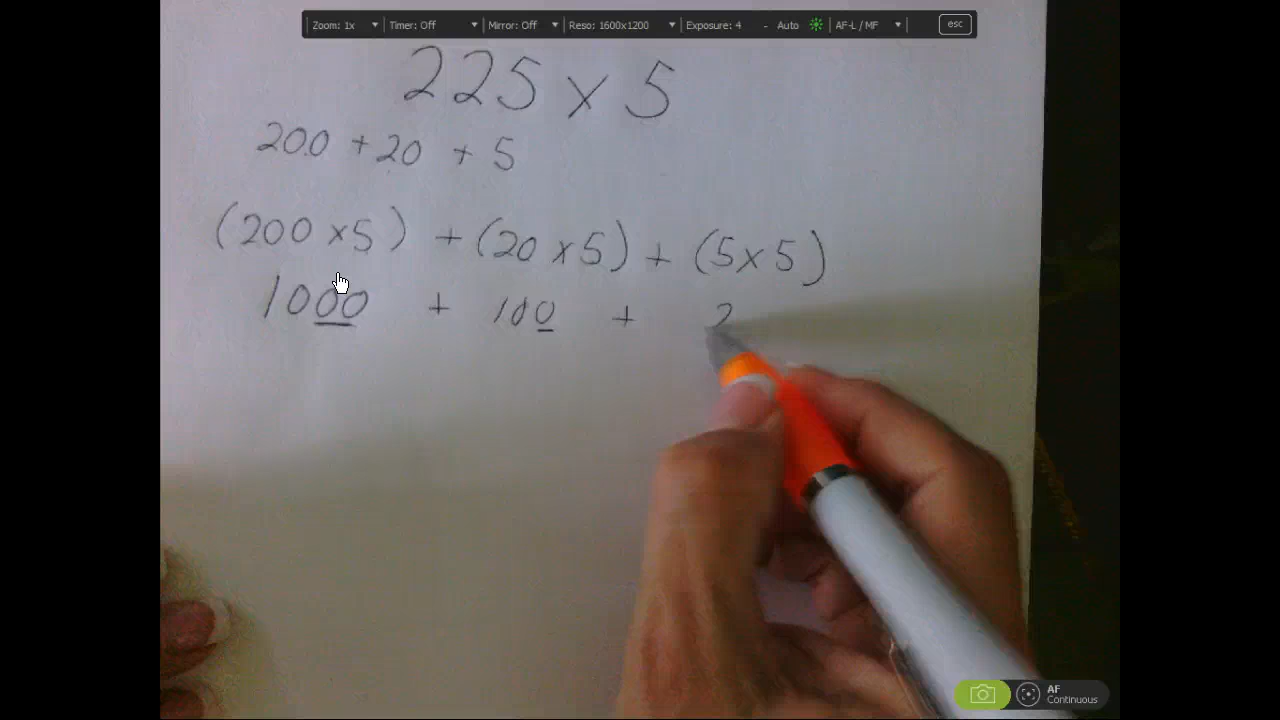 Zoom: 1x Timer: Off Mirror: Off Reso: 1600x1200 Exposure: 4 - Auto AF-L / MF esc
225 x 5
200 + 20 + 5
(200 x 5) + (20 x 5) + (5 x 5)
1000 + 100 + 2
AF
Continuous